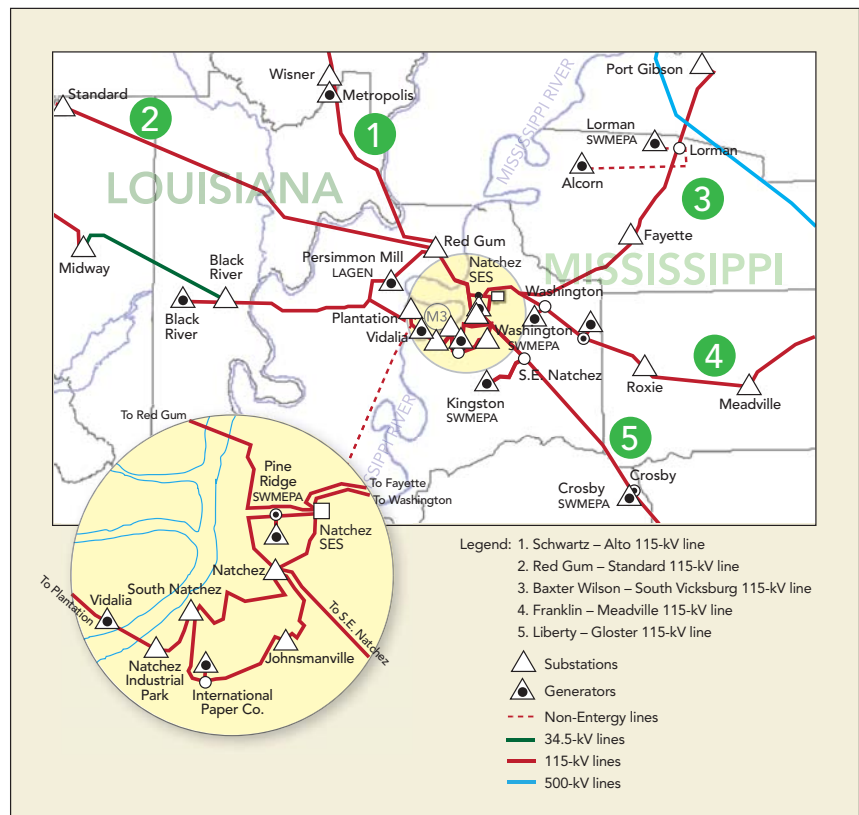 Wisner
Metropolis
Port Gibson
Standard
2
1
MISSISSIPPI RIVER
Lorman
SWMEPA
Lorman
Alcorn
LOUISIANA
3
Midway
Black
River
Persimmon Mill
LAGEN
Red Gum
Natchez
SES
Fayette
MISSISSIPPI
Washington
Black
River
Plantation
Vidalia
M3
Washington
SWMEPA
S.E. Natchez
4
Roxie
Meadville
Kingston
SWMEPA
5
Crosby
Crosby
SWMEPA
SSIPPI RIVER
To Red Gum
Pine
Ridge
SWMEPA
To Fayette
To Washington
Natchez
SES
Natchez
South Natchez
To Plantation
Vidalia
To S.E. Natchez
Johnsmanville
Natchez
Industrial
Park
International
Paper Co.
Legend: 1. Schwartz – Alto 115-kV line
2. Red Gum – Standard 115-kV line
3. Baxter Wilson – South Vicksburg 115-kV line
4. Franklin – Meadville 115-kV line
5. Liberty – Gloster 115-kV line
Substations
Generators
Non-Entergy lines
34.5-kV lines
115-kV lines
500-kV lines